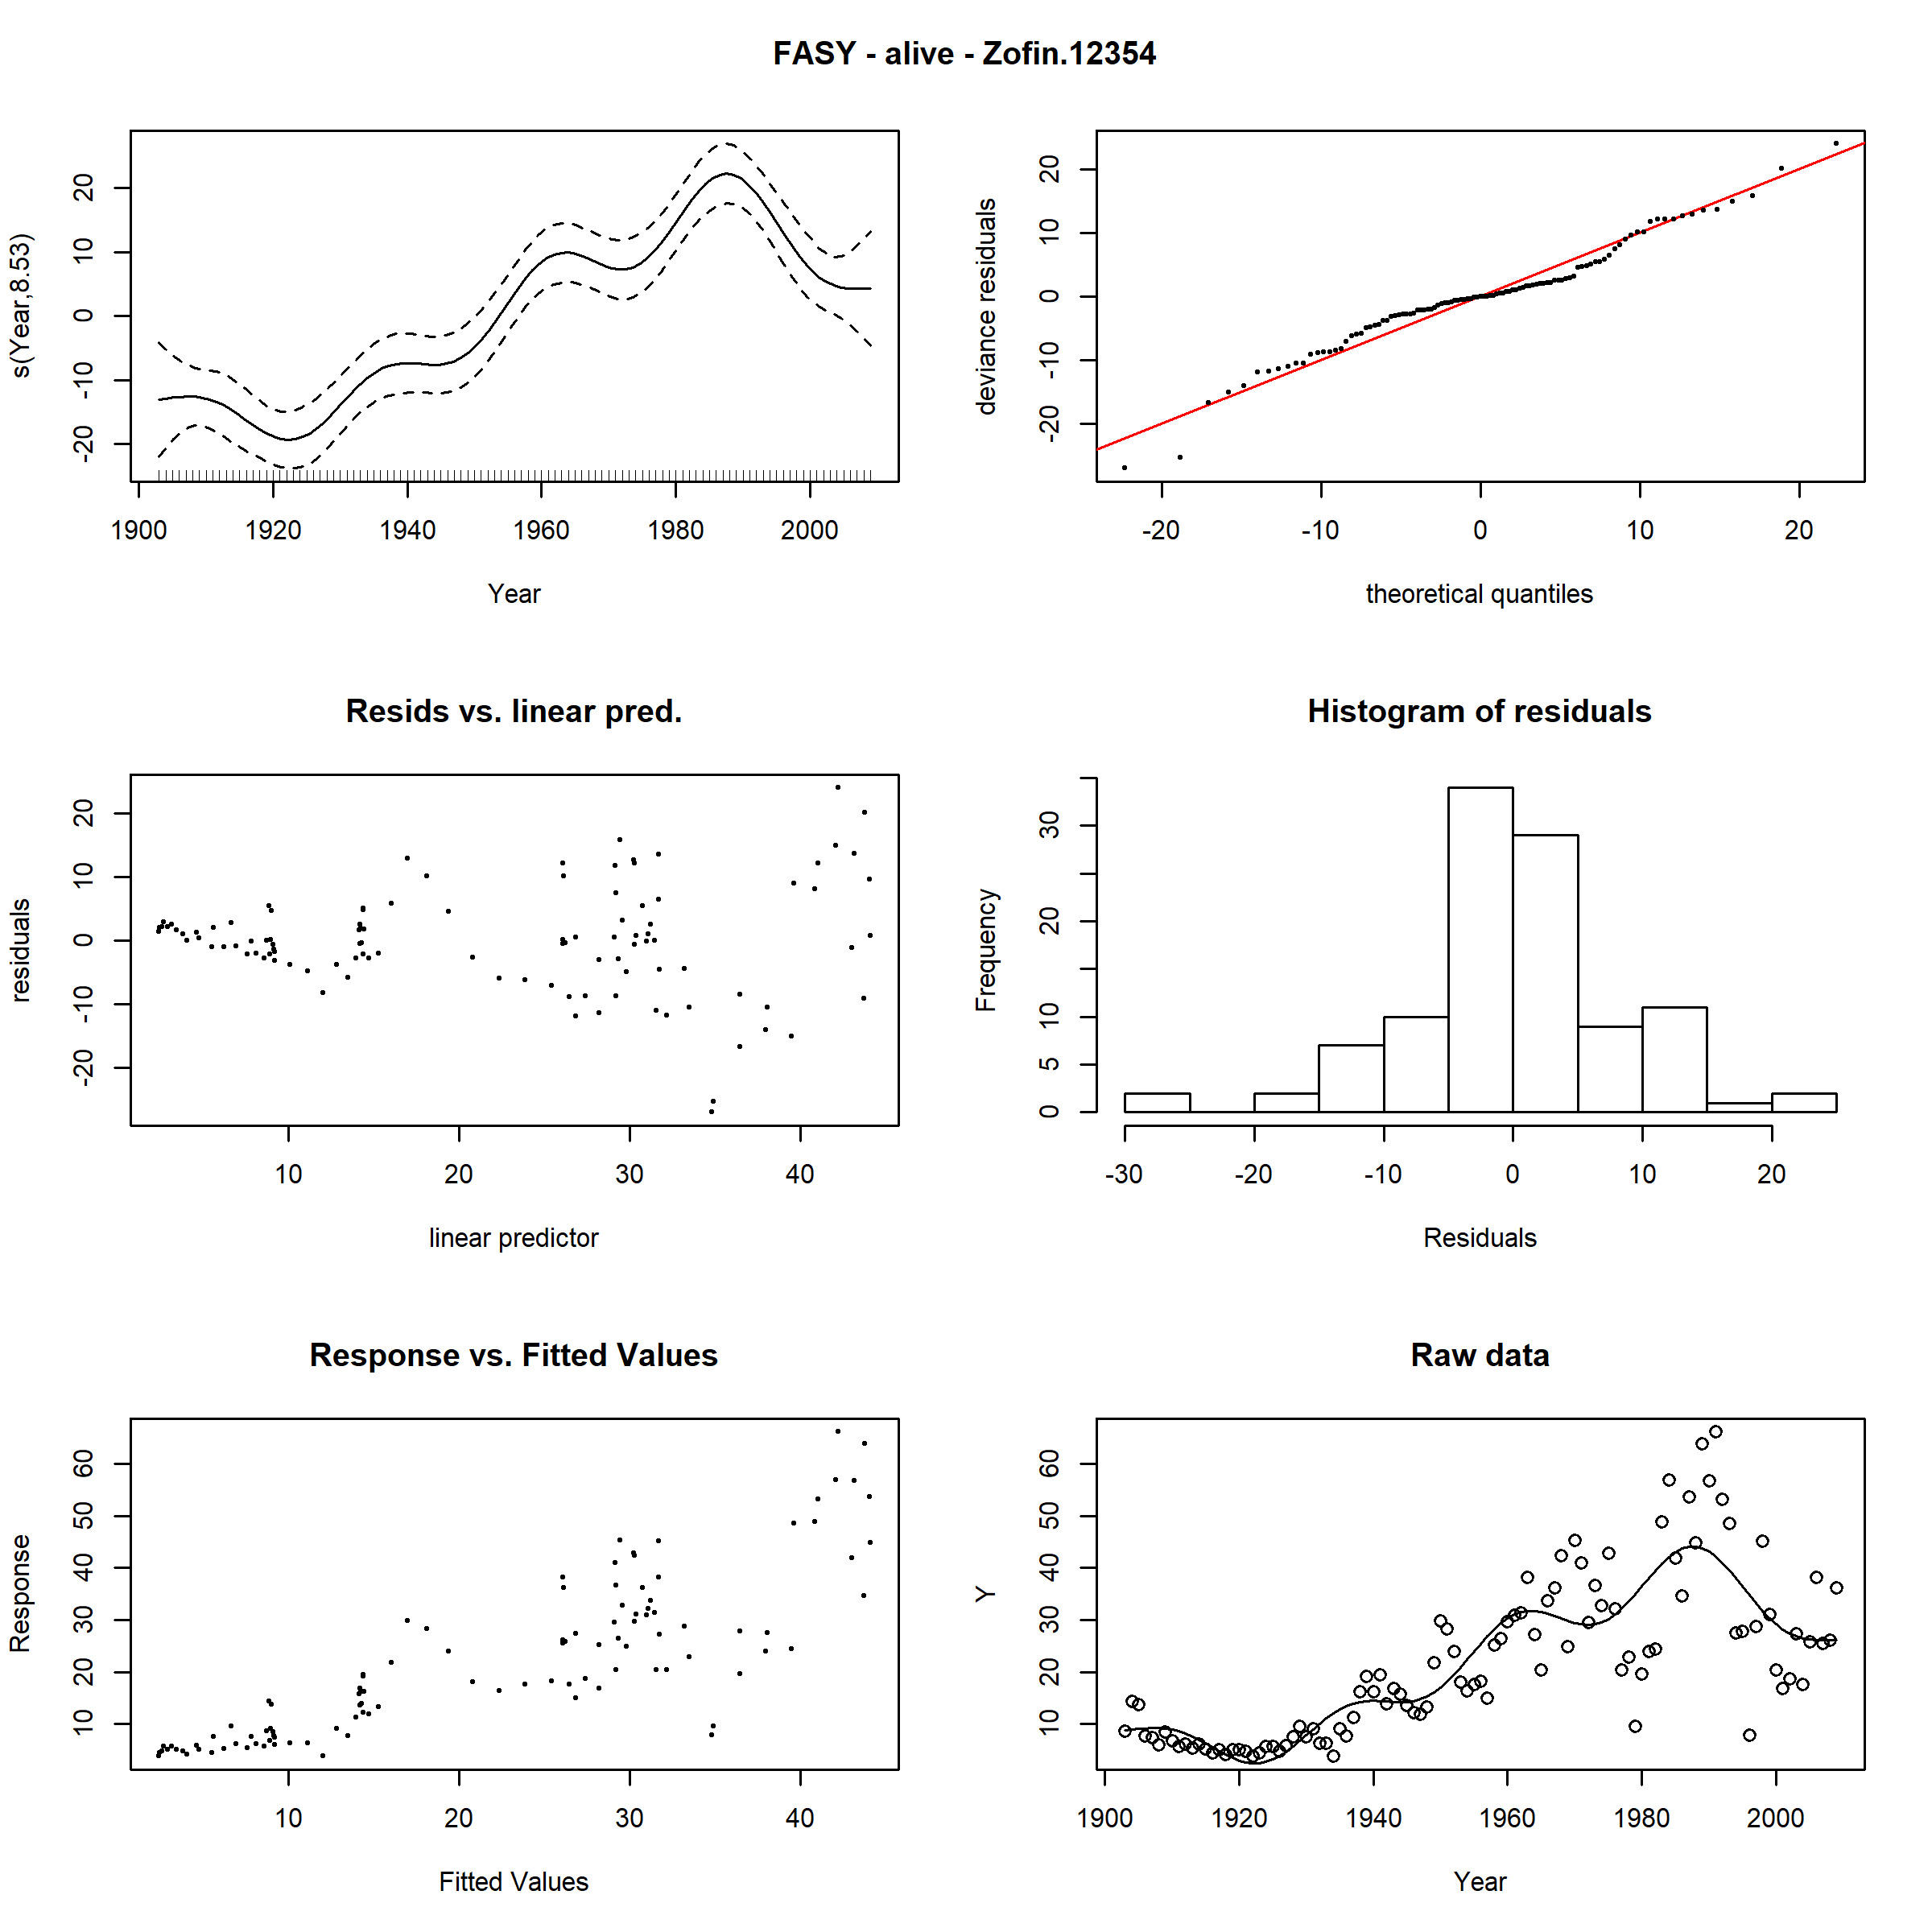 FASY - alive - Zofin.12354
s(Year,8.53)
20
10
0
-10
-20
1900 1920 1940 1960 1980 2000
Year
deviance residuals
20
10
0
-10
-20
-20 -10 0 10 20
theoretical quantiles
Resids vs. linear pred.
residuals
20
10
0
-10
-20
10 20 30 40
linear predictor
Histogram of residuals
Frequency
30
20
10
5
0
-30 -10 0 10 20
Residuals
Response vs. Fitted Values
Response
60
50
40
30
20
10
10 20 30 40
Fitted Values
Raw data
Y
60
50
40
30
20
10
1900 1920 1940 1960 1980 2000
Year